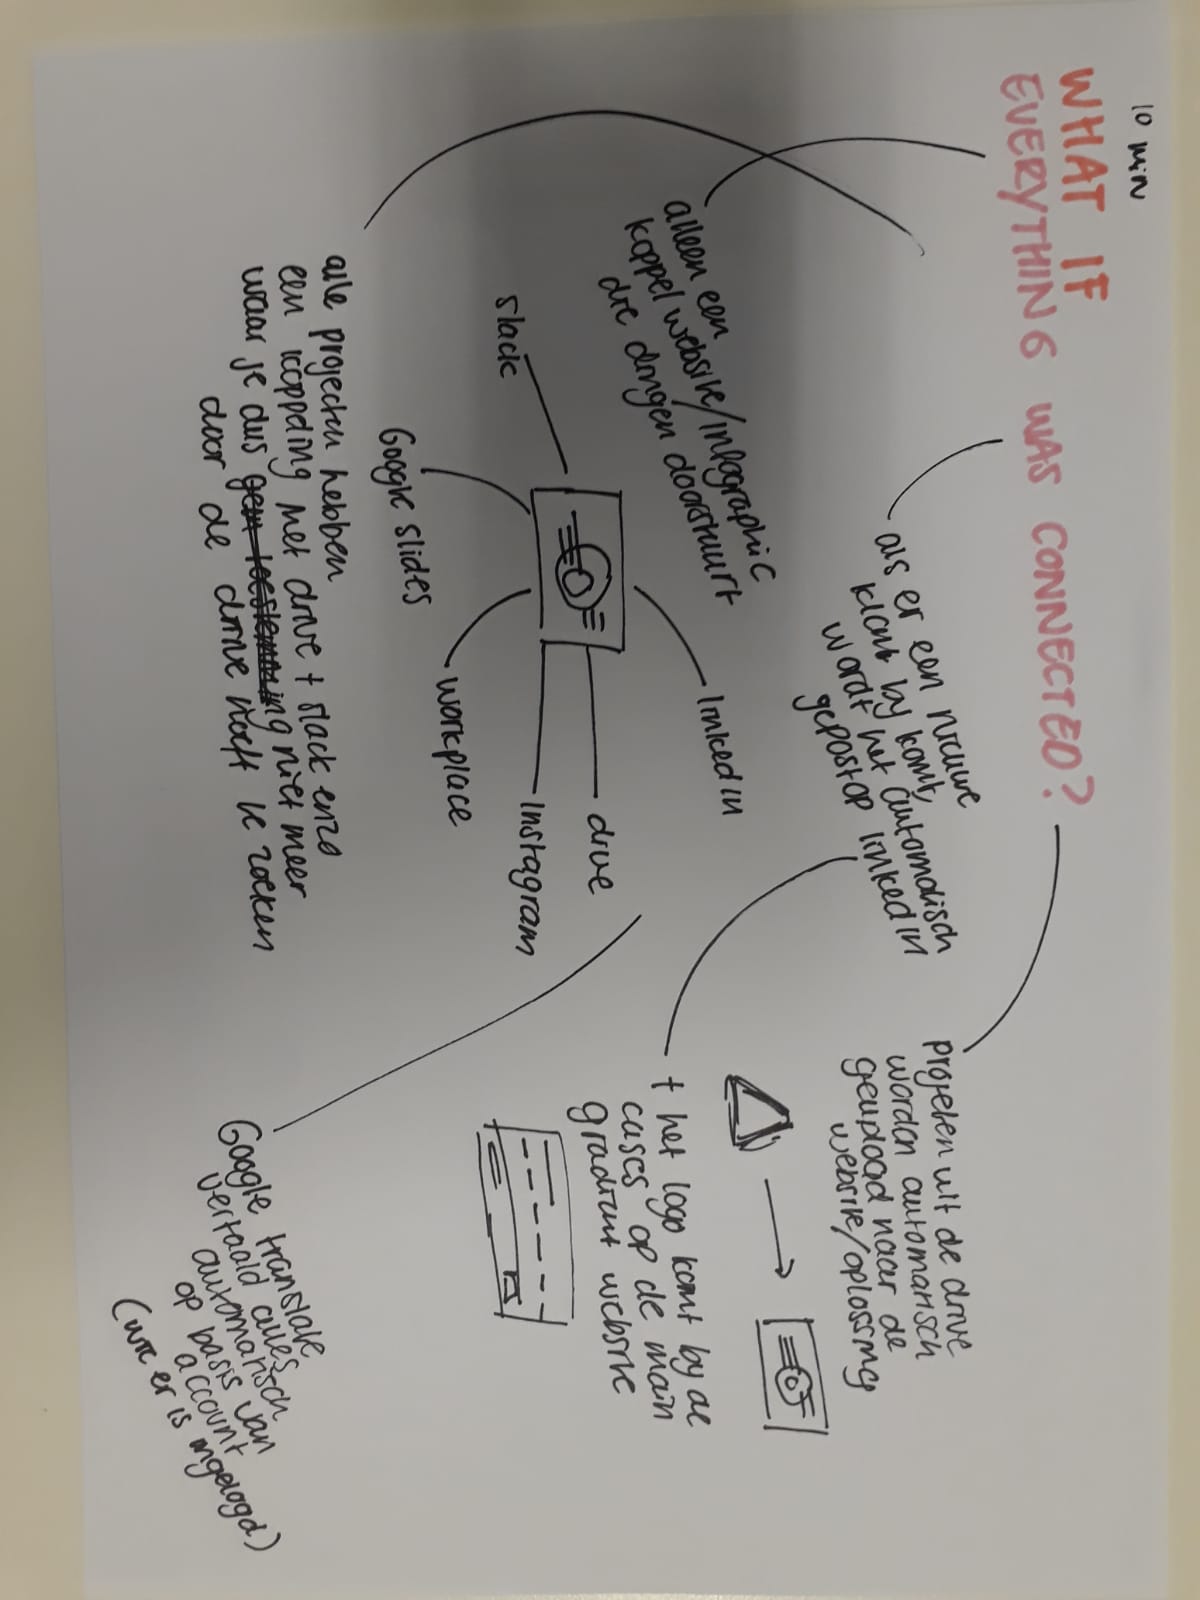 10 min
WHAT IF
EVERYTHING WAS CONNECTED?
alleen een
koppel website/infographic
die dingen doorstuurt
als er een nieuwe
klant bij komt,
wordt het automatisch
gepost op linkedin
projecten uit de drive
worden automatisch
geupload naar de
website/oplossing
+ het logo komt bij de
cases op de main
gradient website
slack
Google slides
workplace
Instagram
drive
linkedin
alle projecten hebben
een koppeling met drive + slack enzo
waar je dus niet meer
door de drive hoeft te zoeken
Google translate
vertaald alles
automatisch
op basis van
account
(wie er is ingelogd)